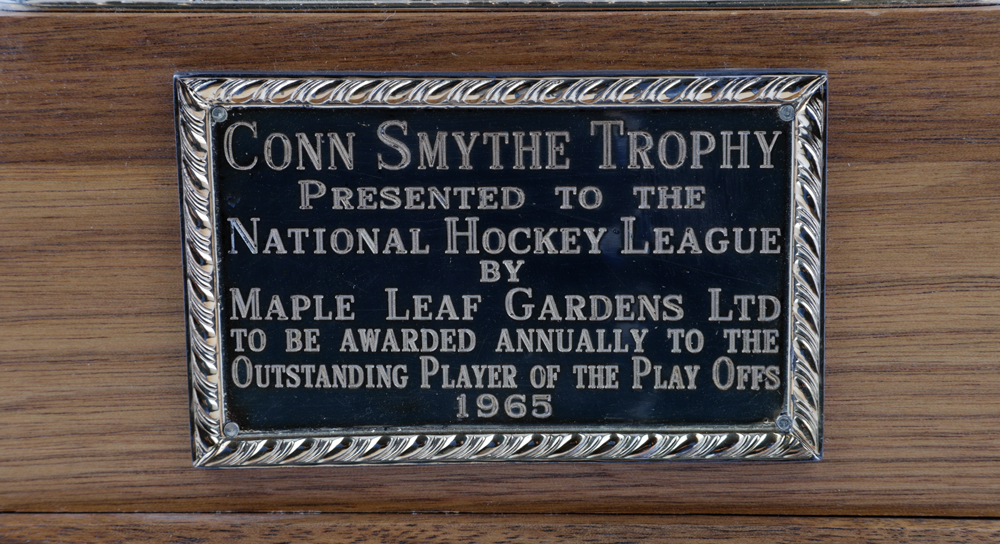 Conn Smythe Trophy
Presented to the
National Hockey League
by
Maple Leaf Gardens Ltd
to be awarded annually to the
Outstanding Player of the Play Offs
1965